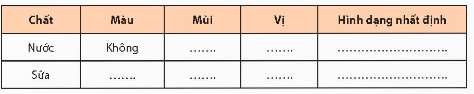 Chất Màu Mùi Vị Hình dạng nhất định
Nước Không ....... ....... ............................
Sữa ....... ....... ....... ............................